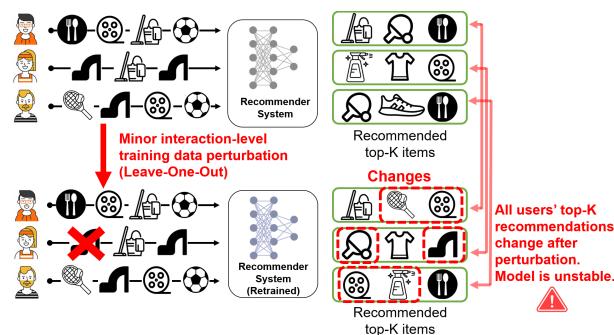 Recommender
System
Recommended
top-K items
Minor interaction-level
training data perturbation
(Leave-One-Out)
Changes
Recommender
System
(Retrained)
All users' top-K
recommendations
change after
perturbation.
Model is unstable.
Recommended
top-K items